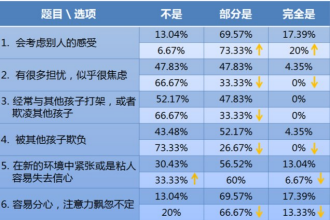 题目\选项 不是 部分是 完全是
1. 会考虑别人的感受 13.04% 69.57% 17.39%
6.67% 73.33%↑ 20%↑
2. 有很多担忧，似乎很焦虑 47.83% 47.83% 4.35%
66.67% 33.33%↓ 0%↓
3. 经常与其他孩子打架，或者 52.17% 47.83% 0%
欺凌其他孩子 66.67% 33.33%↓ 0%
4. 被其他孩子欺负 43.48% 52.17% 4.35%
73.33% 26.67%↓ 0%↓
5. 在新的环境中紧张或是粘人 30.43% 56.52% 13.04%
容易失去信心 33.33%↑ 60% 6.67%↓
6. 容易分心，注意力飘忽不定 13.04% 69.57% 17.39%
20% 66.67%↓ 13.33%↓